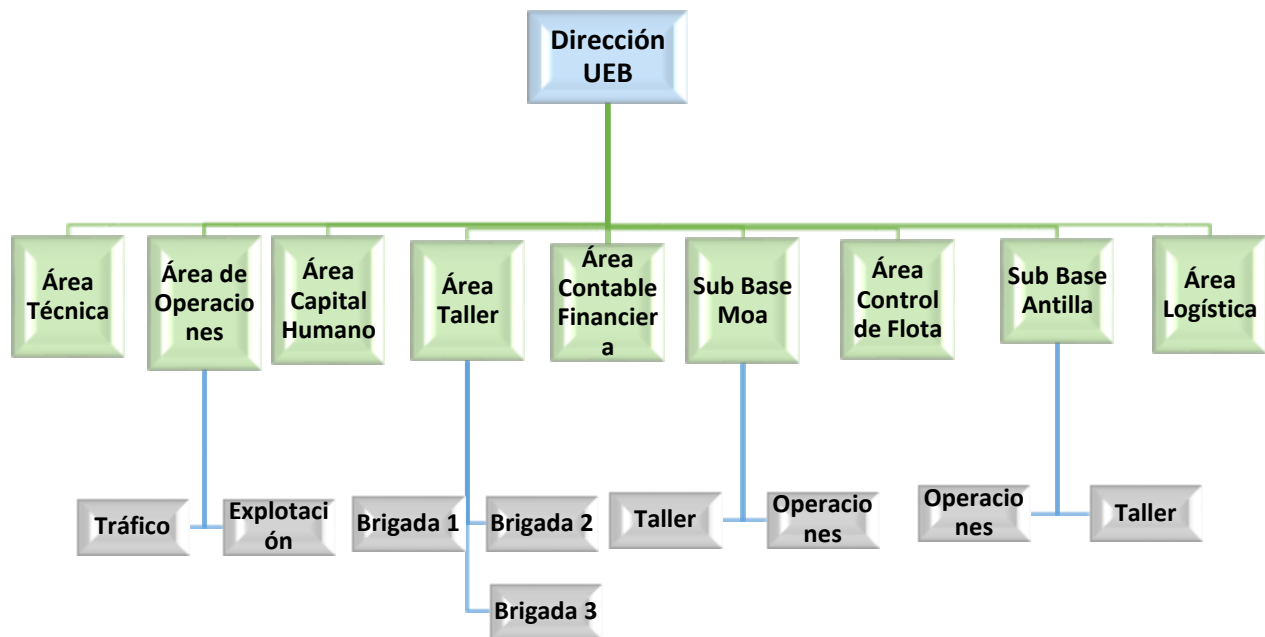 Dirección
UEB
Área
Técnica
Área de
Operacio
nes
Área
Capital
Humano
Área
Taller
Área
Contable
Financier
a
Sub Base
Moa
Área
Control
de Flota
Sub Base
Antilla
Área
Logística
Tráfico
Explotaci
ón
Brigada 1
Brigada 2
Brigada 3
Taller
Operacio
nes
Operacio
nes
Taller